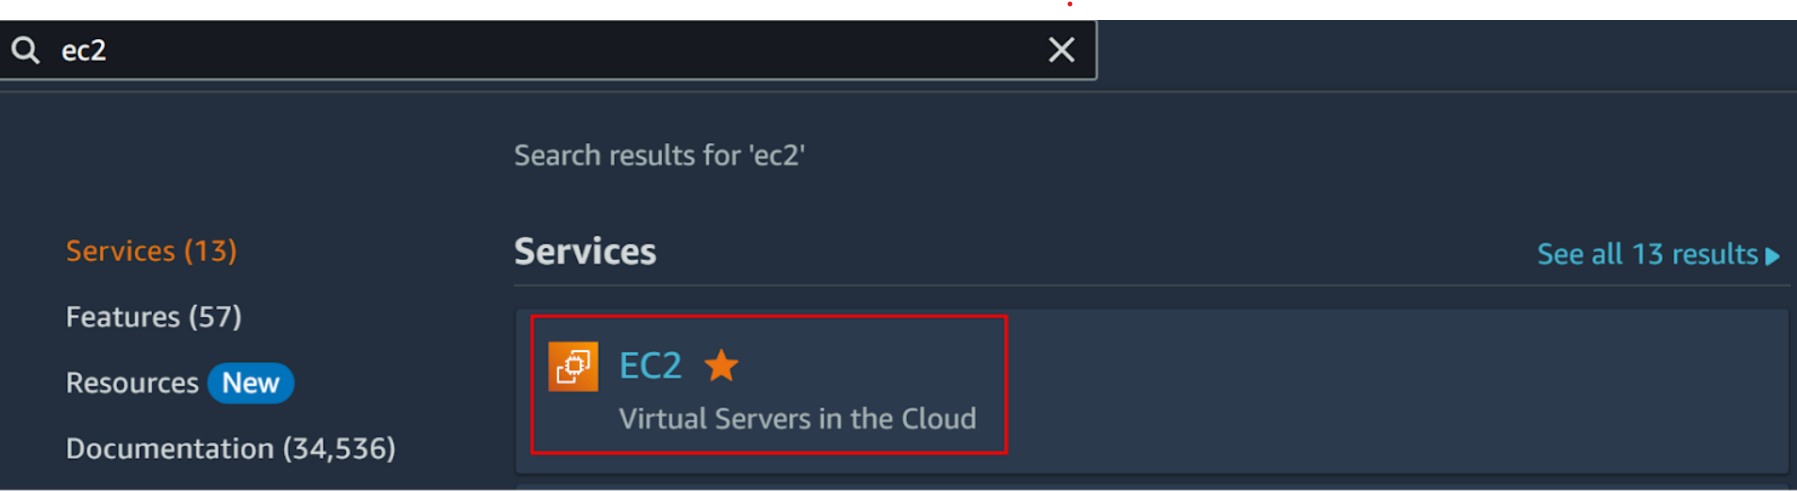 ec2
Search results for 'ec2'
Services (13)
Features (57)
Resources New
Documentation (34,536)
Services
See all 13 results
EC2
Virtual Servers in the Cloud